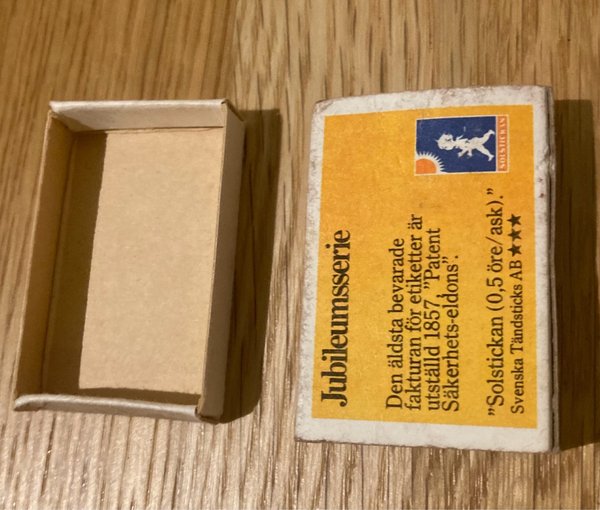 Jubileumsserie
Den äldsta bevarade
fakturan för etiketter är
utställd 1857 "Patent
Säkerhets-eldons".
"Solstickan (0,5 öre/ask)."
Svenska Tändsticks AB ★★★
SOLSTICKAN